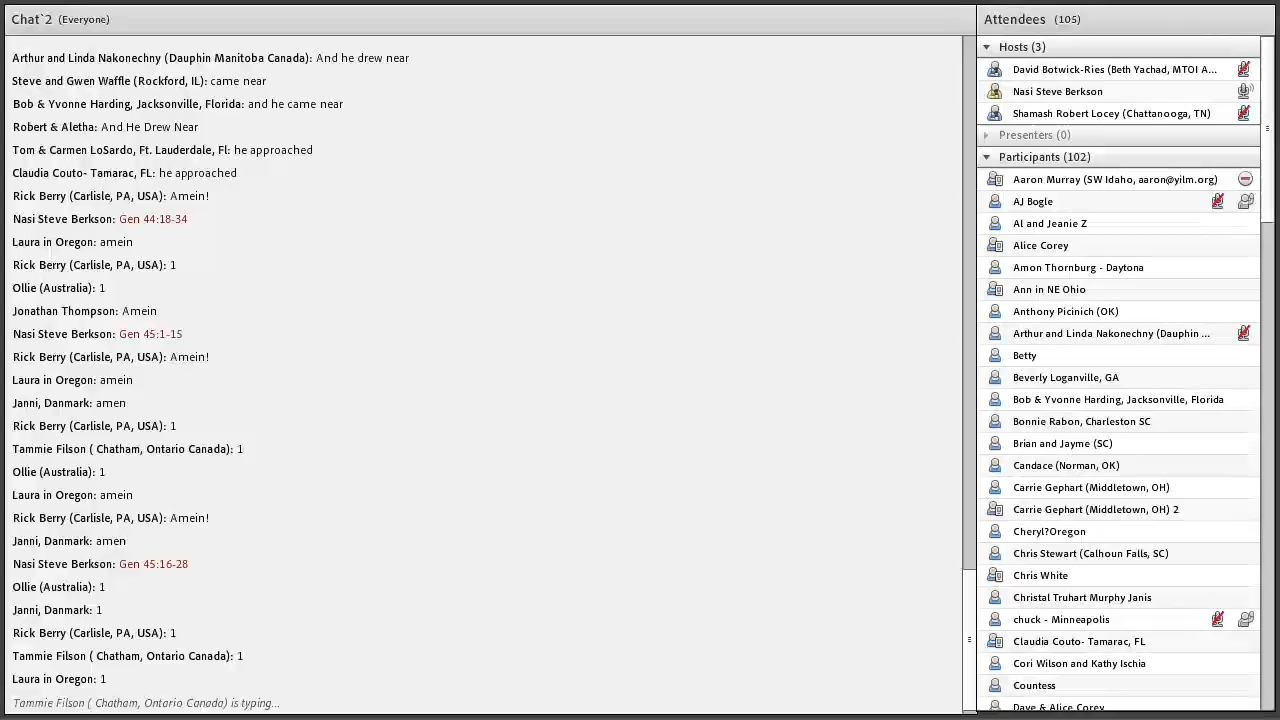 Chat`2 (Everyone)
Arthur and Linda Nakonechny (Dauphin Manitoba Canada): And he drew near
Steve and Gwen Waffle (Rockford, IL): came near
Bob & Yvonne Harding, Jacksonville, Florida: and he came near
Robert & Aletha: And He Drew Near
Tom & Carmen LoSardo, Ft. Lauderdale, Fl: he approached
Claudia Couto- Tamarac, FL: he approached
Rick Berry (Carlisle, PA, USA): Amein!
Nasi Steve Berkson: Gen 44:18-34
Laura in Oregon: amein
Rick Berry (Carlisle, PA, USA): 1
Ollie (Australia): 1
Jonathan Thompson: Amein
Nasi Steve Berkson: Gen 45:1-15
Rick Berry (Carlisle, PA, USA): Amein!
Laura in Oregon: amein
Janni, Danmark: amen
Rick Berry (Carlisle, PA, USA): 1
Tammie Filson ( Chatham, Ontario Canada): 1
Ollie (Australia): 1
Laura in Oregon: amein
Rick Berry (Carlisle, PA, USA): Amein!
Janni, Danmark: amen
Nasi Steve Berkson: Gen 45:16-28
Ollie (Australia): 1
Janni, Danmark: 1
Rick Berry (Carlisle, PA, USA): 1
Tammie Filson ( Chatham, Ontario Canada): 1
Laura in Oregon: 1
Tammie Filson ( Chatham, Ontario Canada) is typing...
Attendees (105)
Hosts (3)
David Botwick-Ries (Beth Yachad, MTOI A...
Nasi Steve Berkson
Shamash Robert Locey (Chattanooga, TN)
Presenters (0)
Participants (102)
Aaron Murray (SW Idaho, aaron@yilm.org)
AJ Bogle
Al and Jeanie Z
Alice Corey
Amon Thornburg - Daytona
Ann in NE Ohio
Anthony Picinich (OK)
Arthur and Linda Nakonechny (Dauphin ...
Betty
Beverly Loganville, GA
Bob & Yvonne Harding, Jacksonville, Florida
Bonnie Rabon, Charleston SC
Brian and Jayme (SC)
Candace (Norman, OK)
Carrie Gephart (Middletown, OH)
Carrie Gephart (Middletown, OH) 2
Cheryl?Oregon
Chris Stewart (Calhoun Falls, SC)
Chris White
Christal Truhart Murphy Janis
chuck - Minneapolis
Claudia Couto- Tamarac, FL
Cori Wilson and Kathy Ischia
Countess
Dave & Alice Corey